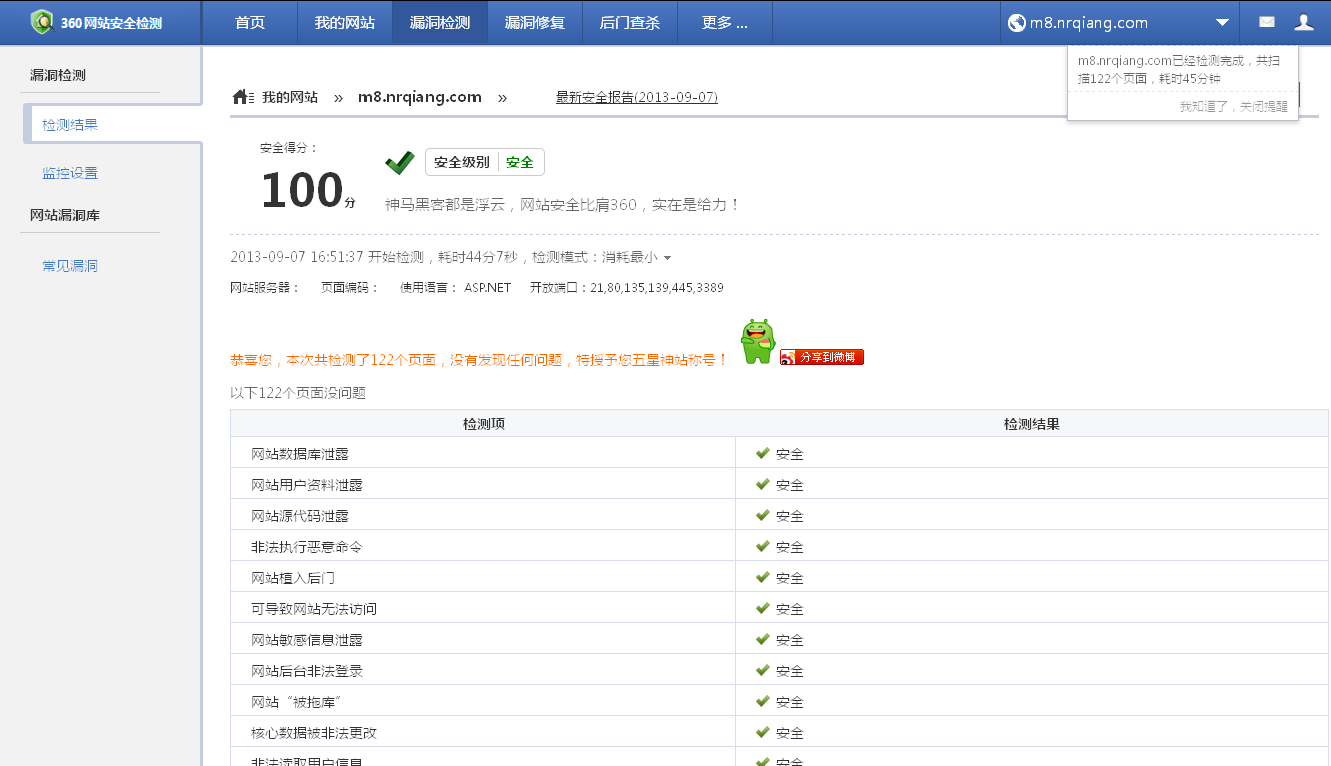 360网站安全检测 首页 我的网站 漏洞检测 漏洞修复 后门查杀 更多 ... m8.nrqiang.com
m8.nrqiang.com已经检测完成，共扫
描122个页面，耗时45分钟
我知道了，关闭提醒
漏洞检测
检测结果
监控设置
网站漏洞库
常见漏洞
我的网站 » m8.nrqiang.com » 最新安全报告(2013-09-07)
安全得分：
100分
安全级别 安全
神马黑客都是浮云，网站安全比肩360，实在是给力！
2013-09-07 16:51:37 开始检测，耗时44分7秒，检测模式：消耗最小
网站服务器： 页面编码： 使用语言： ASP.NET 开放端口：21,80,135,139,445,3389
恭喜您，本次共检测了122个页面，没有发现任何问题，特授予您五星神站称号！
分享到微博
以下122个页面没问题
检测项 检测结果
网站数据库泄露 安全
网站用户资料泄露 安全
网站源代码泄露 安全
非法执行恶意命令 安全
网站植入后门 安全
可导致网站无法访问 安全
网站敏感信息泄露 安全
网站后台非法登录 安全
网站“被拖库” 安全
核心数据被非法更改 安全
非法读取用户信息 安全